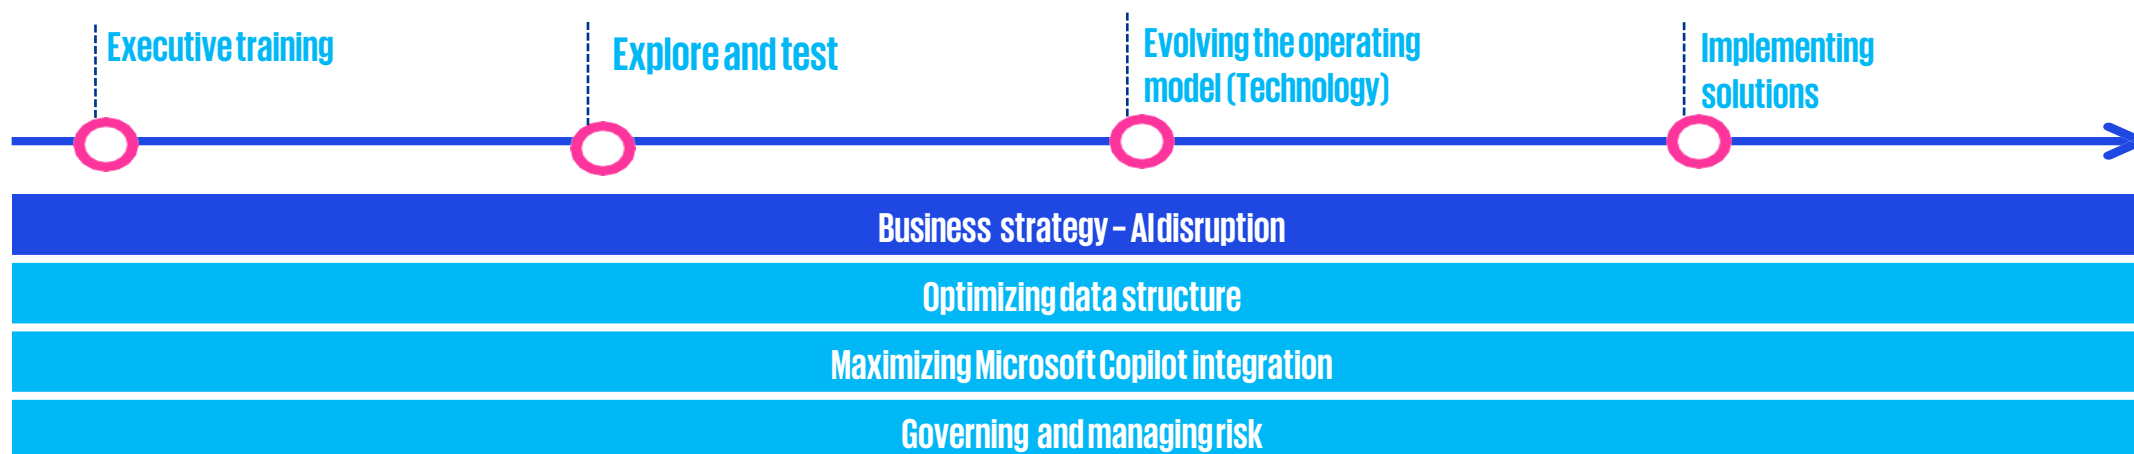 Executive training
Explore and test
Evolving the operating
model (Technology)
Implementing
solutions
Business strategy – AI disruption
Optimizing data structure
Maximizing Microsoft Copilot integration
Governing and managing risk